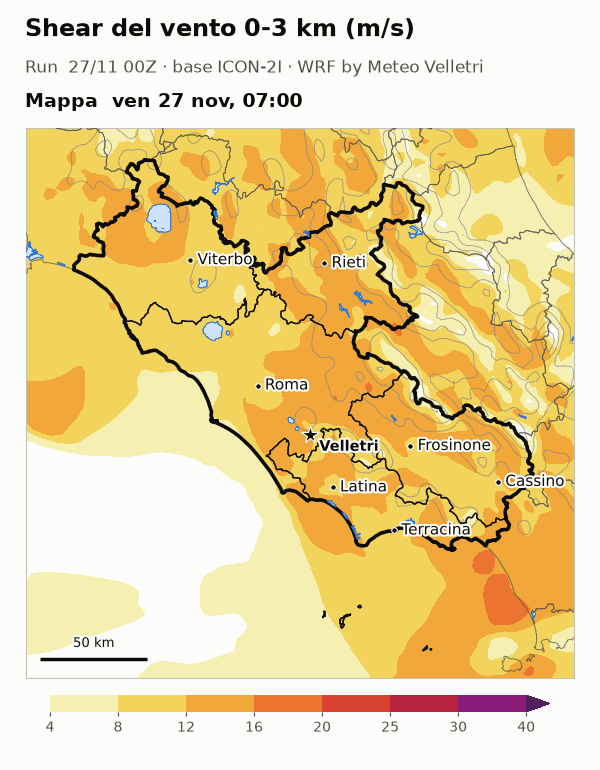 Shear del vento 0-3 km (m/s)
Run  27/11 00Z · base ICON-2I · WRF by Meteo Velletri
Mappa  ven 27 nov, 07:00
Viterbo
Rieti
Roma
Velletri
Frosinone
Cassino
Latina
Terracina
50 km
4 8 12 16 20 25 30 40